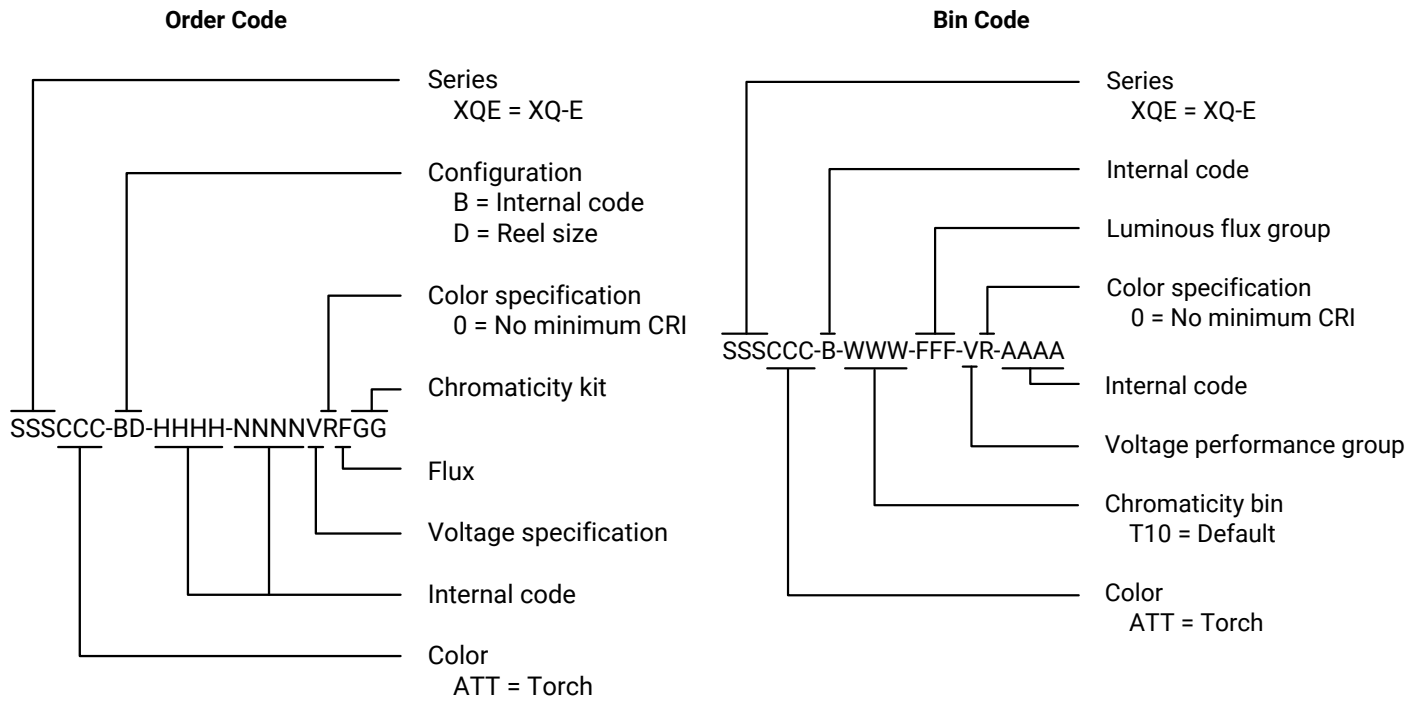 Order Code
Series
XQE = XQ-E
Configuration
B = Internal code
D = Reel size
Color specification
0 = No minimum CRI
Chromaticity kit
SSSCCC-BD-HHHH-NNNNVRFGG
Flux
Voltage specification
Internal code
Color
ATT = Torch
Bin Code
Series
XQE = XQ-E
Internal code
Luminous flux group
Color specification
0 = No minimum CRI
SSSCCC-B-WWW-FFF-VR-AAAA
Internal code
Voltage performance group
Chromaticity bin
T10 = Default
Color
ATT = Torch